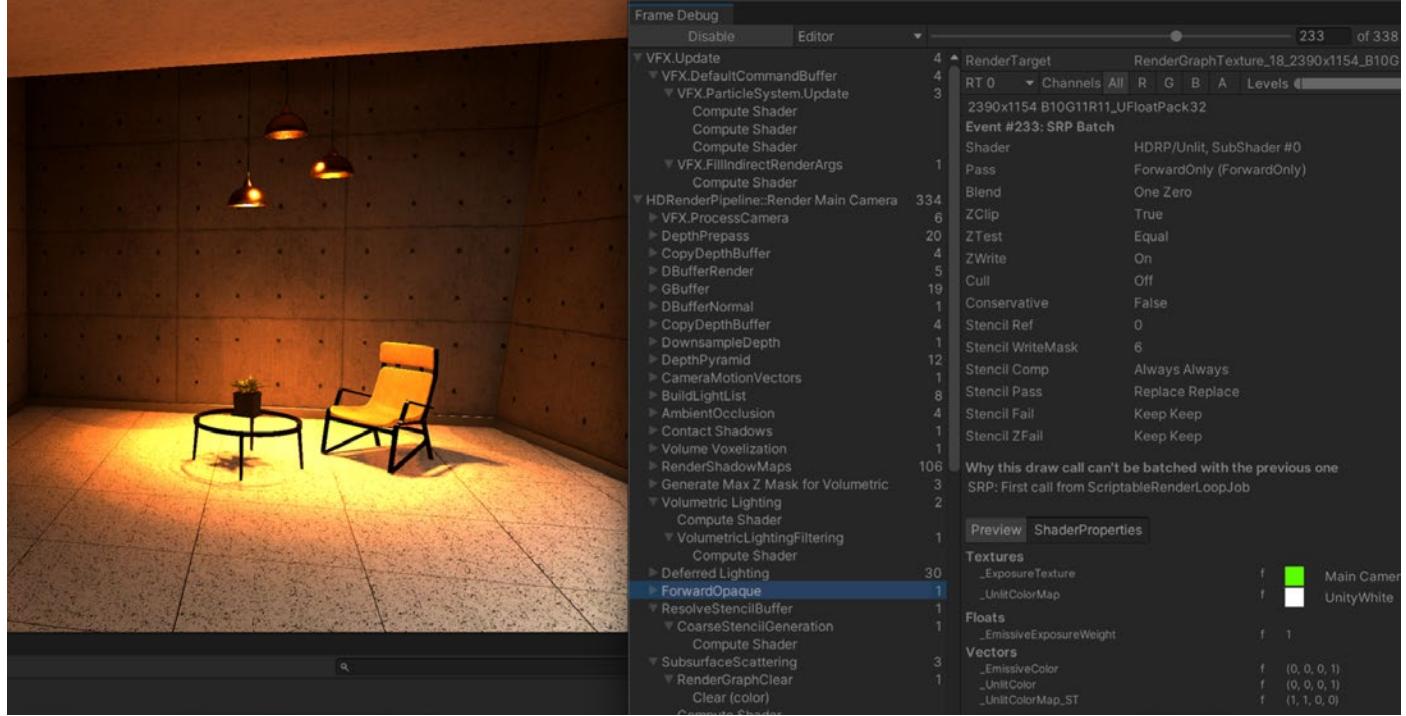 Frame Debug
Disable Editor 233 of 338
VFX.Update 4
VFX.DefaultCommandBuffer 4
VFX.ParticleSystem.Update 3
Compute Shader
Compute Shader
Compute Shader
VFX.FillIndirectRenderArgs 1
Compute Shader
HDRenderPipeline::Render Main Camera 334
VFX.ProcessCamera 6
DepthPrepass 20
CopyDepthBuffer 4
DBufferRender 5
GBuffer 19
DBufferNormal 1
CopyDepthBuffer 4
DownsampleDepth 1
DepthPyramid 12
CameraMotionVectors 1
BuildLightList 8
AmbientOcclusion 4
Contact Shadows 1
Volume Voxelization 1
RenderShadowMaps 106
Generate Max Z Mask for Volumetric 3
Volumetric Lighting 2
Compute Shader
VolumetricLightingFiltering 1
Compute Shader
Deferred Lighting 30
ForwardOpaque 1
ResolveStencilBuffer 1
CoarseStencilGeneration 1
Compute Shader
SubsurfaceScattering 3
RenderGraphClear 1
Clear (color)
Compute Shader
RenderTarget RenderGraphTexture_18_2390x1154_B10G
RT 0 Channels All R G B A Levels
2390x1154 B10G11R11_UFloatPack32
Event #233: SRP Batch
Shader HDRP/Unlit, SubShader #0
Pass ForwardOnly (ForwardOnly)
Blend One Zero
ZClip True
ZTest Equal
ZWrite On
Cull Off
Conservative False
Stencil Ref 0
Stencil WriteMask 6
Stencil Comp Always Always
Stencil Pass Replace Replace
Stencil Fail Keep Keep
Stencil ZFail Keep Keep
Why this draw call can't be batched with the previous one
SRP: First call from ScriptableRenderLoopJob
Preview ShaderProperties
Textures
_ExposureTexture f Main Camer
_UnlitColorMap f UnityWhite
Floats
_EmissiveExposureWeight f 1
Vectors
_EmissiveColor f (0, 0, 0, 1)
_UnlitColor f (0, 0, 0, 1)
_UnlitColorMap_ST f (1, 1, 0, 0)